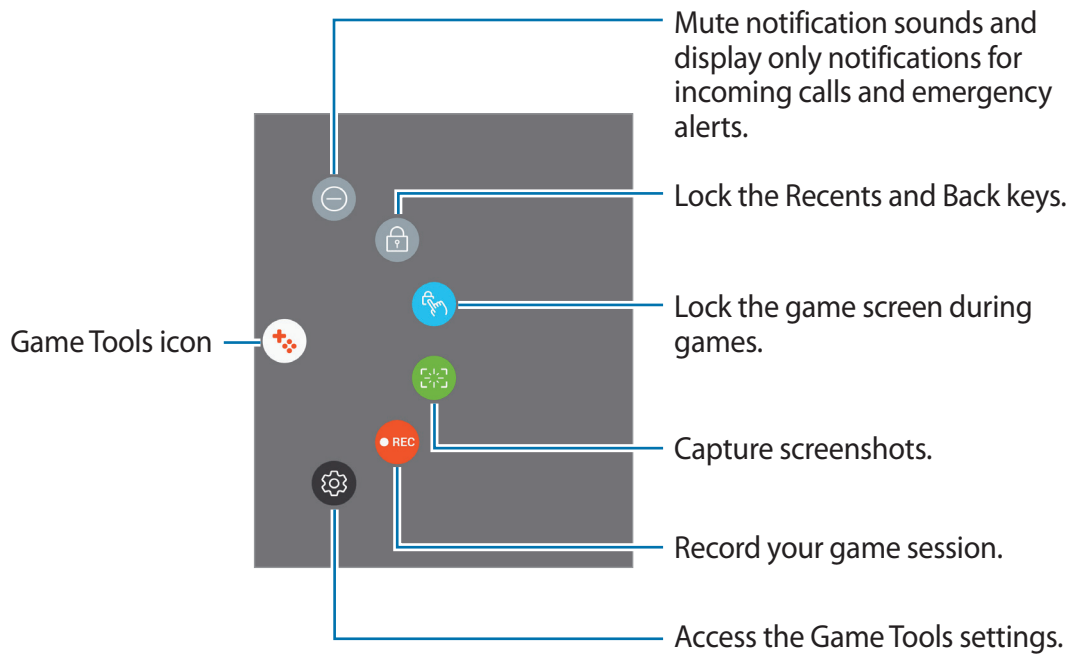 Mute notification sounds and
display only notifications for
incoming calls and emergency
alerts.
Lock the Recents and Back keys.
Lock the game screen during
games.
Game Tools icon
Capture screenshots.
REC
Record your game session.
Access the Game Tools settings.